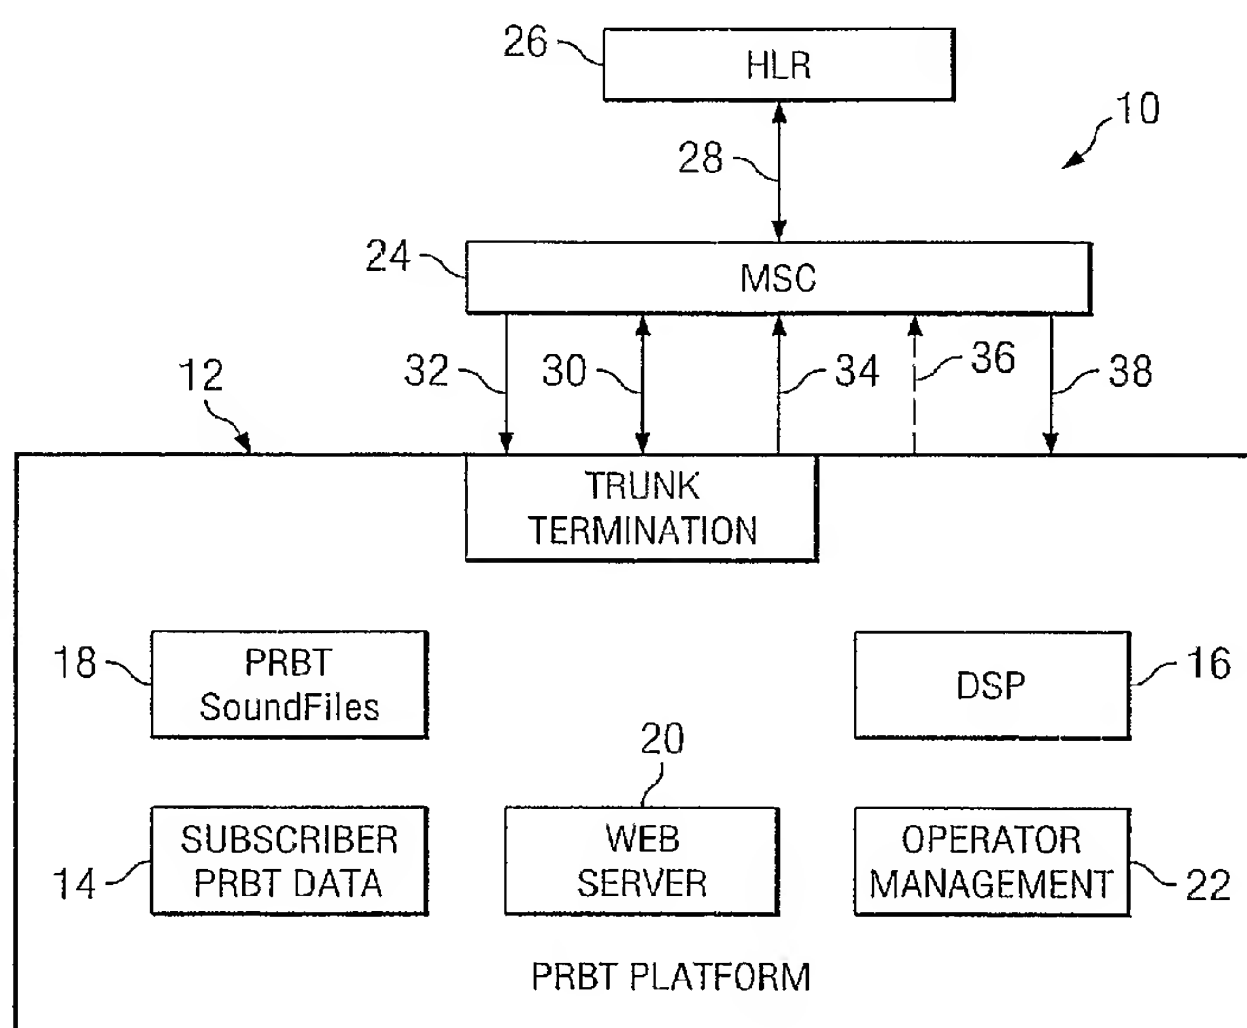 26
HLR
10
28
24
MSC
12
32
30
34
36
38
TRUNK
TERMINATION
18
PRBT
SoundFiles
DSP
16
20
14
SUBSCRIBER
PRBT DATA
WEB
SERVER
OPERATOR
MANAGEMENT
22
PRBT PLATFORM